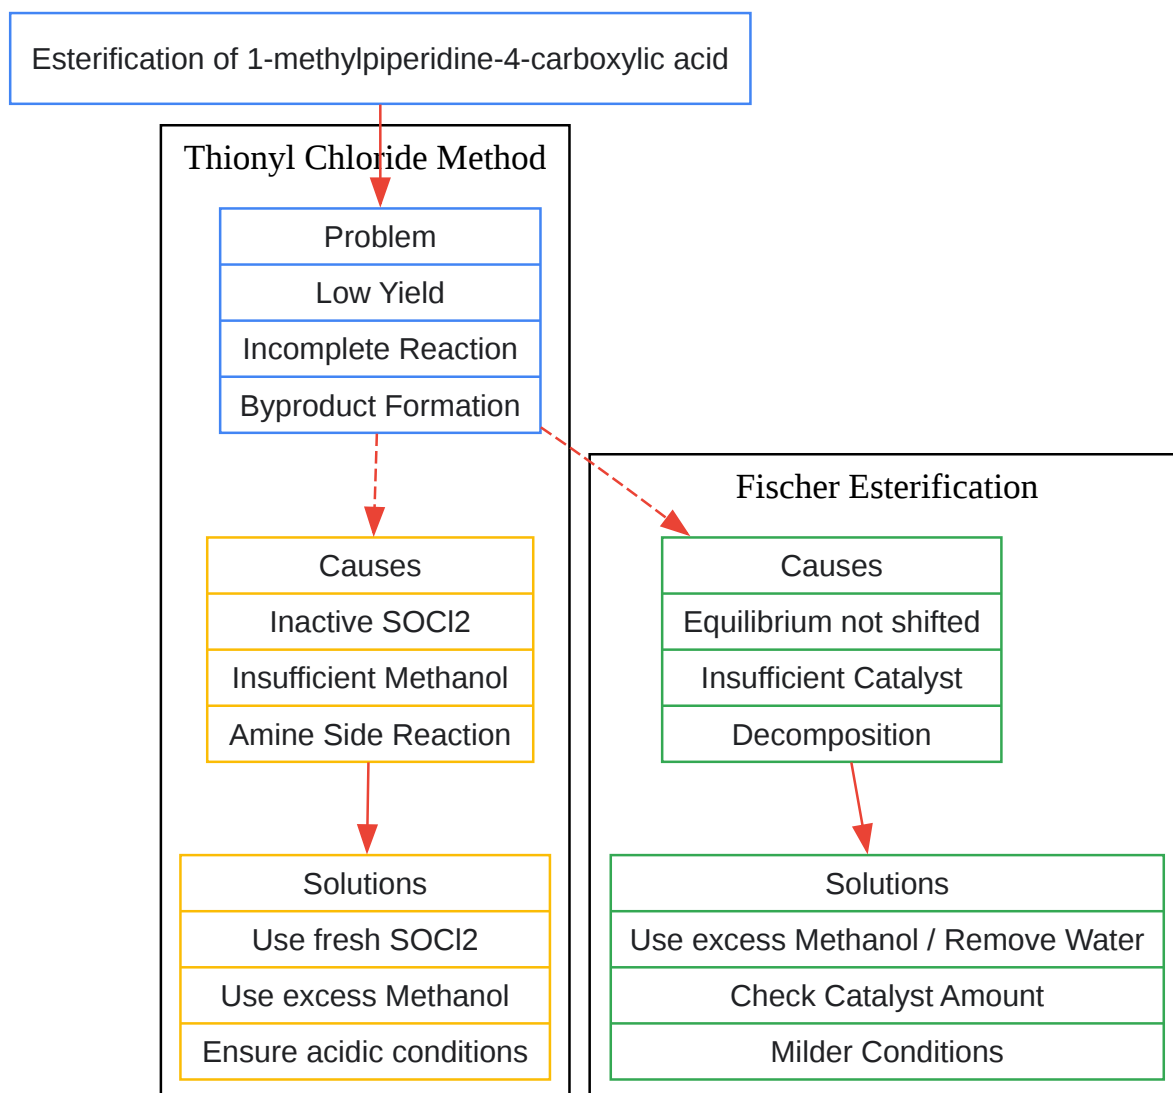 Esterification of 1-methylpiperidine-4-carboxylic acid
Thionyl Chloride Method
Problem
Low Yield
Incomplete Reaction
Byproduct Formation
Causes
Inactive SOCl2
Insufficient Methanol
Amine Side Reaction
Solutions
Use fresh SOCl2
Use excess Methanol
Ensure acidic conditions
Fischer Esterification
Causes
Equilibrium not shifted
Insufficient Catalyst
Decomposition
Solutions
Use excess Methanol / Remove Water
Check Catalyst Amount
Milder Conditions